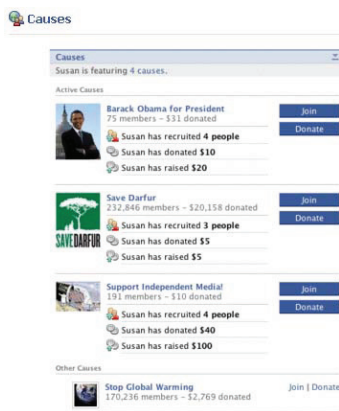 Causes
Causes
Susan is featuring 4 causes.
Active Causes
Barack Obama for President
75 members - $31 donated
Susan has recruited 4 people
Susan has donated $10
Susan has raised $20
Join
Donate
Save Darfur
232,846 members - $20,158 donated
Susan has recruited 3 people
Susan has donated $5
Susan has raised $5
SAVEDARFUR
Join
Donate
Support Independent Media!
191 members - $10 donated
Susan has recruited 4 people
Susan has donated $40
Susan has raised $100
Join
Donate
Other Causes
Stop Global Warming
170,236 members - $2,769 donated
Join | Donate